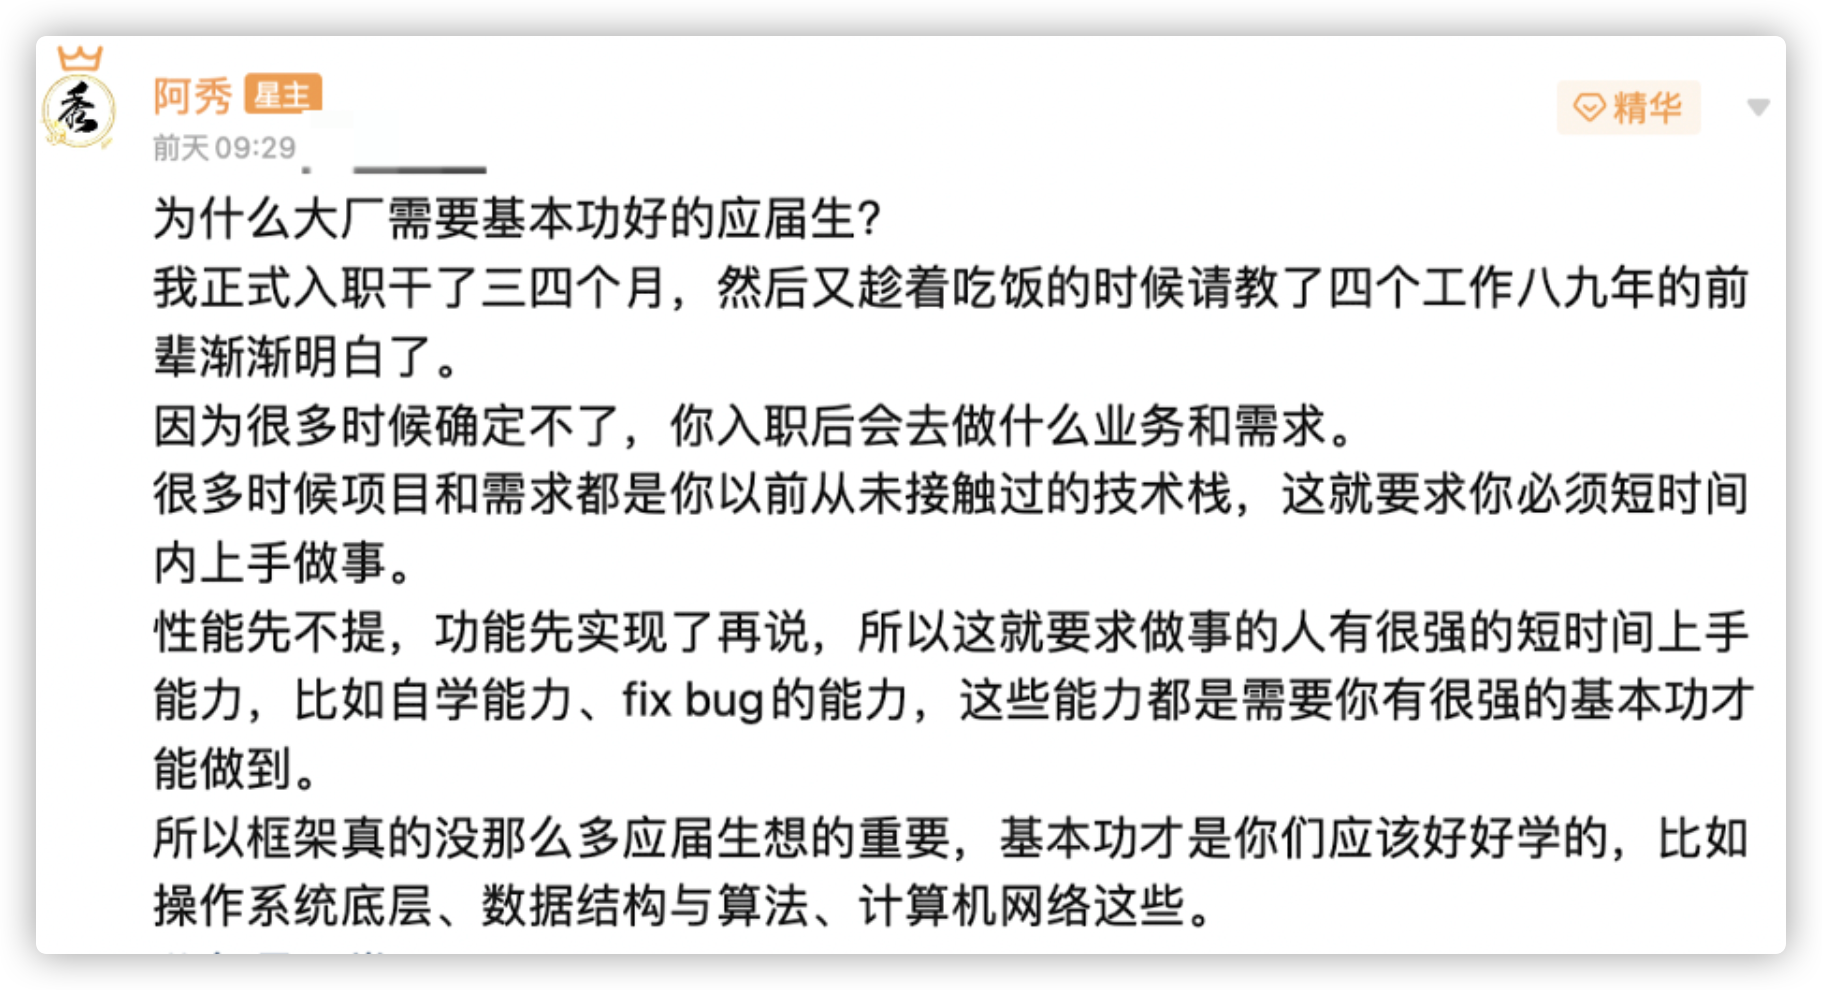 秀
阿秀 星主
精华
前天 09:29
为什么大厂需要基本功好的应届生?
我正式入职干了三四个月，然后又趁着吃饭的时候请教了四个工作八九年的前
辈渐渐明白了。
因为很多时候确定不了，你入职后会去做什么业务和需求。
很多时候项目和需求都是你以前从未接触过的技术栈，这就要求你必须短时间
内上手做事。
性能先不提，功能先实现了再说，所以这就要求做事的人有很强的短时间上手
能力，比如自学能力、fix bug的能力，这些能力都是需要你有很强的基本功才
能做到。
所以框架真的没那么多应届生想的重要，基本功才是你们应该好好学的，比如
操作系统底层、数据结构与算法、计算机网络这些。